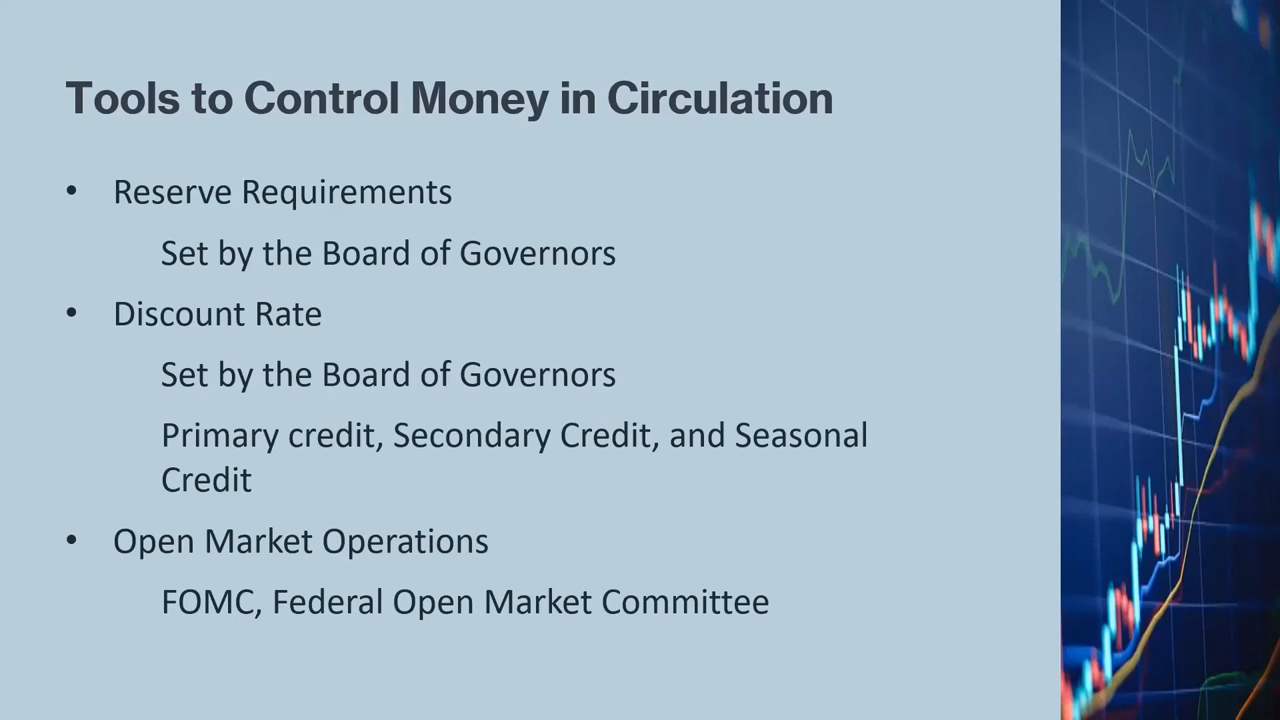 Tools to Control Money in Circulation
• Reserve Requirements
Set by the Board of Governors
• Discount Rate
Set by the Board of Governors
Primary credit, Secondary Credit, and Seasonal
Credit
• Open Market Operations
FOMC, Federal Open Market Committee